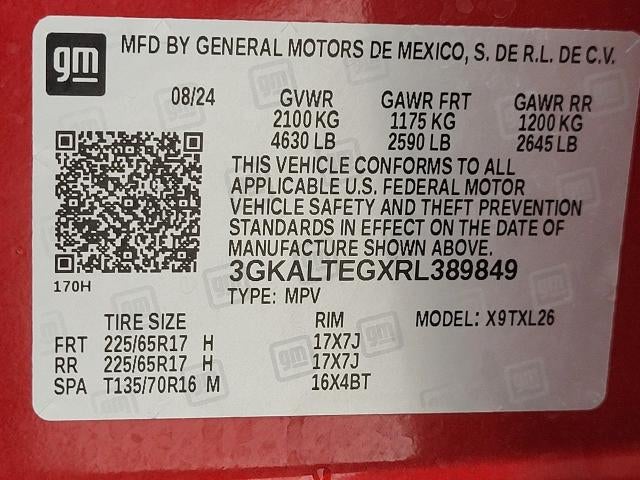 gm MFD BY GENERAL MOTORS DE MEXICO, S. DE R.L. DE C.V.
08/24 GVWR GAWR FRT GAWR RR
2100 KG 1175 KG 1200 KG
4630 LB 2590 LB 2645 LB
THIS VEHICLE CONFORMS TO ALL
APPLICABLE U.S. FEDERAL MOTOR
VEHICLE SAFETY AND THEFT PREVENTION
STANDARDS IN EFFECT ON THE DATE OF
MANUFACTURE SHOWN ABOVE.
3GKALTEGXRL389849
170H
TYPE: MPV
TIRE SIZE RIM MODEL: X9TXL26
FRT 225/65R17 H 17X7J
RR 225/65R17 H 17X7J
SPA T135/70R16 M 16X4BT